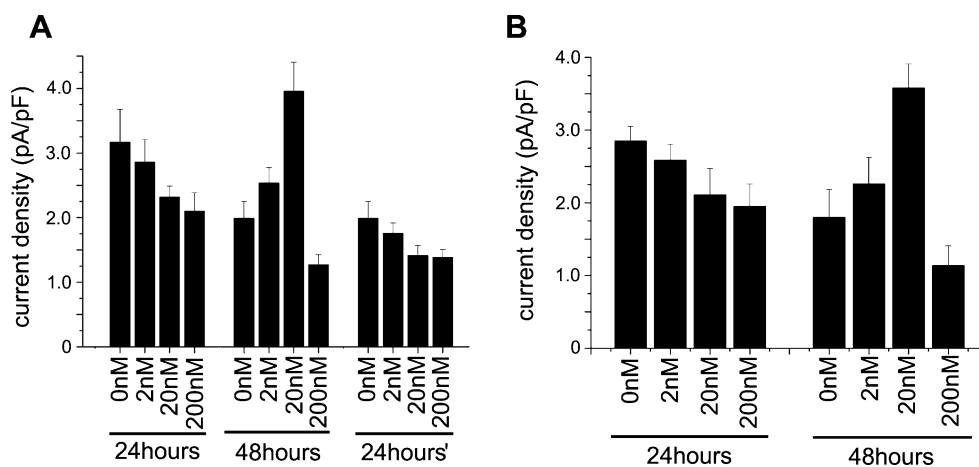 A
current density (pA/pF)
4.0
3.0
2.0
1.0
0
0nM 2nM 20nM 200nM 0nM 2nM 20nM 200nM 0nM 2nM 20nM 200nM
24hours 48hours 24hours'
B
current density (pA/pF)
4.0
3.0
2.0
1.0
0
0nM 2nM 20nM 200nM 0nM 2nM 20nM 200nM
24hours 48hours